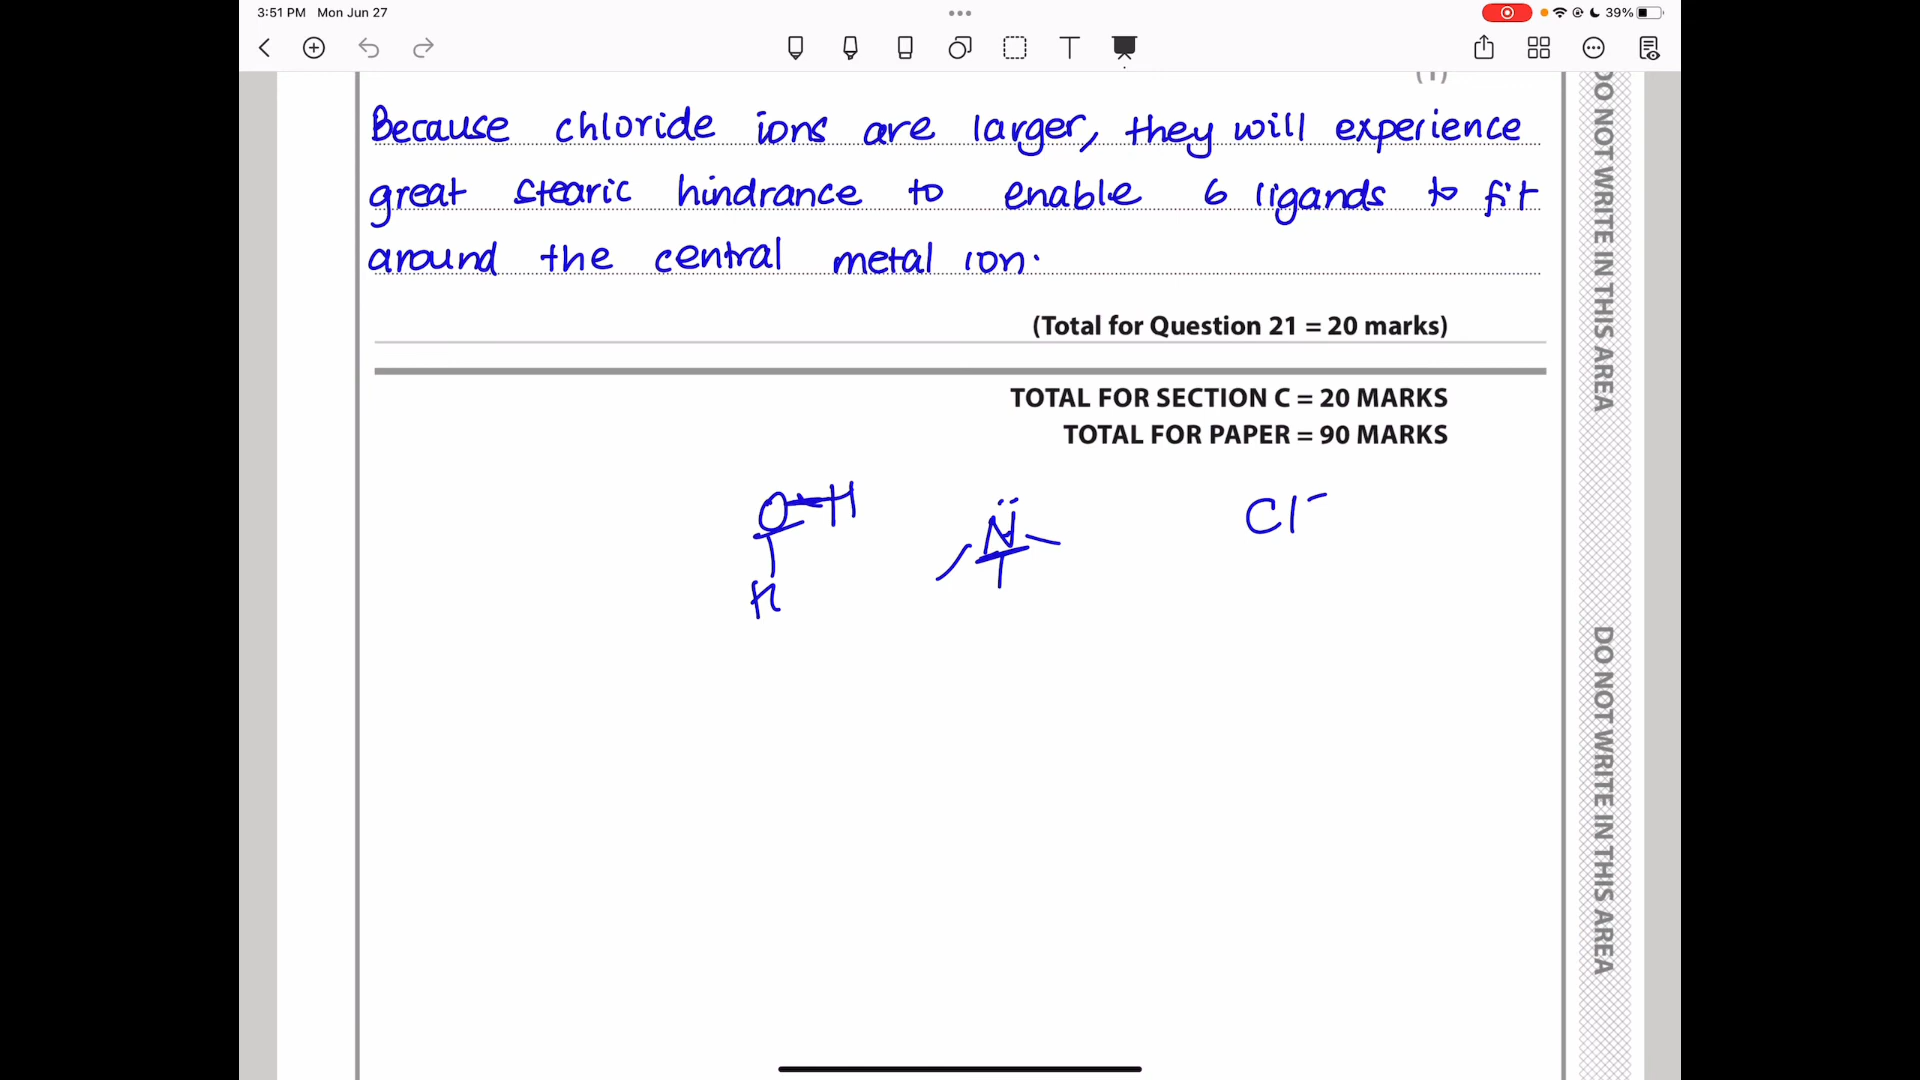 3:51 PM Mon Jun 27
39%
(1)
Because chloride ions are larger, they will experience
great stearic hindrance to enable 6 ligands to fit
around the central metal ion.
(Total for Question 21 = 20 marks)
TOTAL FOR SECTION C = 20 MARKS
TOTAL FOR PAPER = 90 MARKS
O-H
H
N
Cl⁻
DO NOT WRITE IN THIS AREA
DO NOT WRITE IN THIS AREA